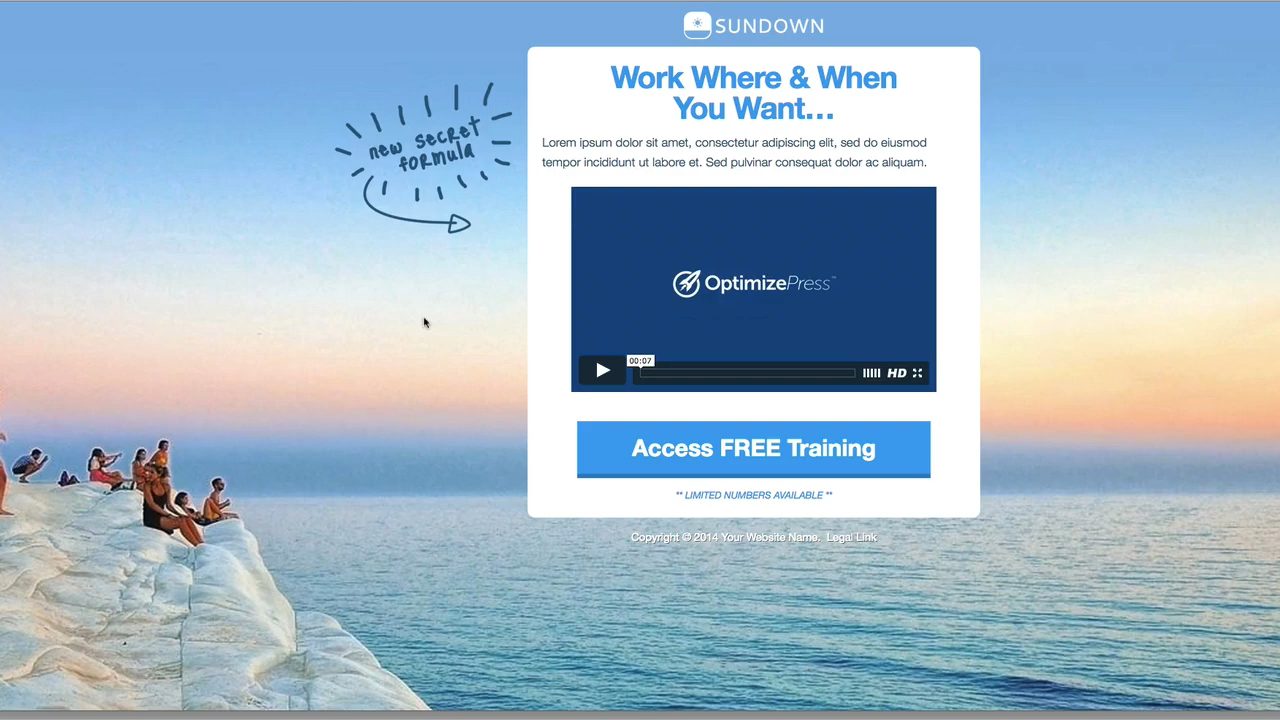 SUNDOWN
Work Where & When
You Want...
new secret
formula
Lorem ipsum dolor sit amet, consectetur adipiscing elit, sed do eiusmod
tempor incididunt ut labore et. Sed pulvinar consequat dolor ac aliquam.
OptimizePress™
00:07
HD
Access FREE Training
** LIMITED NUMBERS AVAILABLE **
Copyright © 2014 Your Website Name. Legal Link